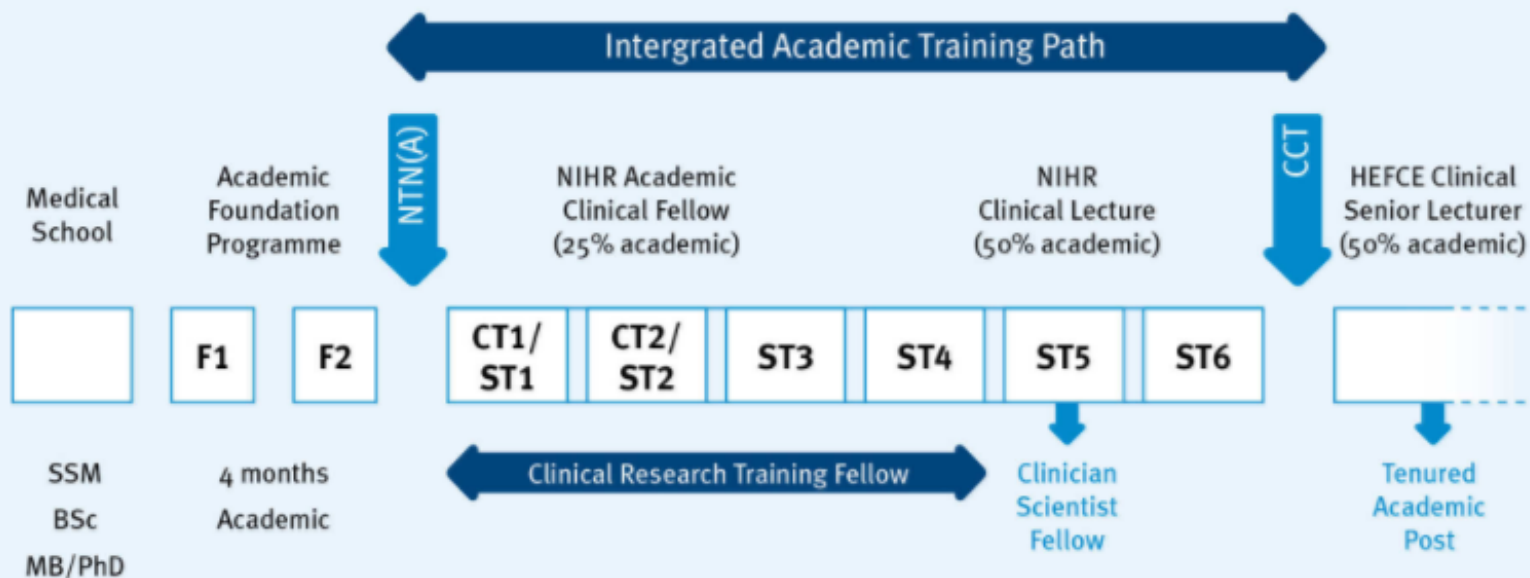 Intergrated Academic Training Path
NTN(A)
CCT
Medical
School
Academic
Foundation
Programme
NIHR Academic
Clinical Fellow
(25% academic)
NIHR
Clinical Lecture
(50% academic)
HEFCE Clinical
Senior Lecturer
(50% academic)
F1
F2
CT1/
ST1
CT2/
ST2
ST3
ST4
ST5
ST6
SSM
BSc
MB/PhD
4 months
Academic
Clinical Research Training Fellow
Clinician
Scientist
Fellow
Tenured
Academic
Post